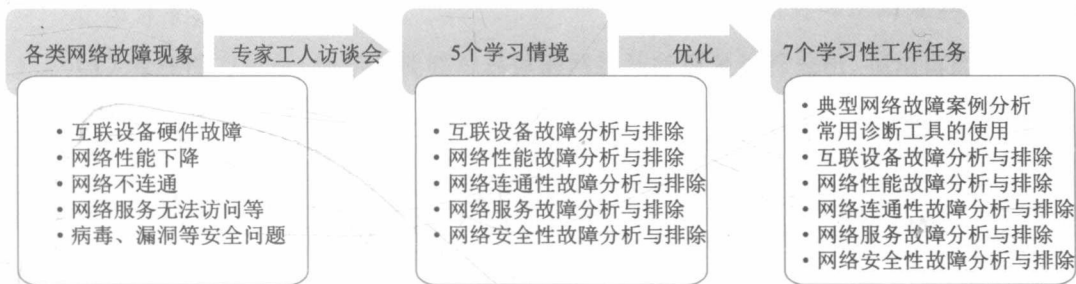 各类网络故障现象
专家工人访谈会
5个学习情境
优化
7个学习性工作任务
• 互联设备硬件故障
• 网络性能下降
• 网络不连通
• 网络服务无法访问等
• 病毒、漏洞等安全问题
• 互联设备故障分析与排除
• 网络性能故障分析与排除
• 网络连通性故障分析与排除
• 网络服务故障分析与排除
• 网络安全性故障分析与排除
• 典型网络故障案例分析
• 常用诊断工具的使用
• 互联设备故障分析与排除
• 网络性能故障分析与排除
• 网络连通性故障分析与排除
• 网络服务故障分析与排除
• 网络安全性故障分析与排除